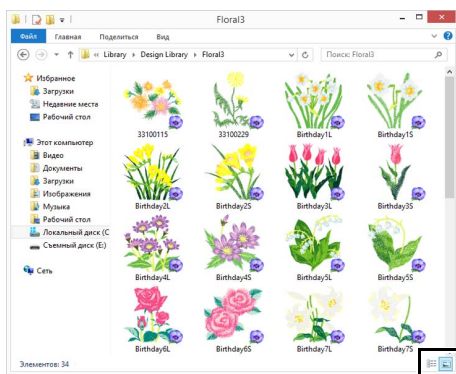 Floral3
Файл Главная Поделиться Вид
« Library Design Library Floral3 Поиск: Floral3
Избранное
Загрузки
Недавние места
Рабочий стол
Этот компьютер
Видео
Документы
Загрузки
Изображения
Музыка
Рабочий стол
Локальный диск (C
Съемный диск (E:)
Сеть
33100115 33100229 Birthday1L Birthday1S
Birthday2L Birthday2S Birthday3L Birthday3S
Birthday4L Birthday4S Birthday5L Birthday5S
Birthday6L Birthday6S Birthday7L Birthday7S
Элементов: 34